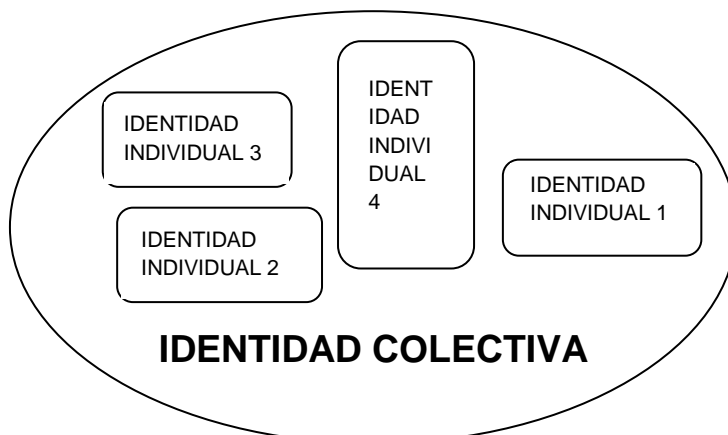 IDENTIDAD
INDIVIDUAL 3
IDENTIDAD
INDIVIDUAL 2
IDENT
IDAD
INDIVI
DUAL
4
IDENTIDAD
INDIVIDUAL 1
IDENTIDAD COLECTIVA